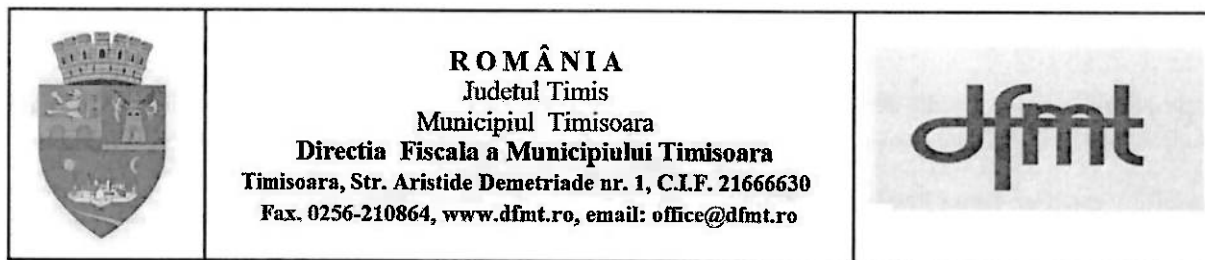 ROMÂNIA
Judetul Timis
Municipiul Timisoara
Directia Fiscala a Municipiului Timisoara
Timisoara, Str. Aristide Demetriade nr. 1, C.I.F. 21666630
Fax. 0256-210864, www.dfmt.ro, email: office@dfmt.ro
dfmt